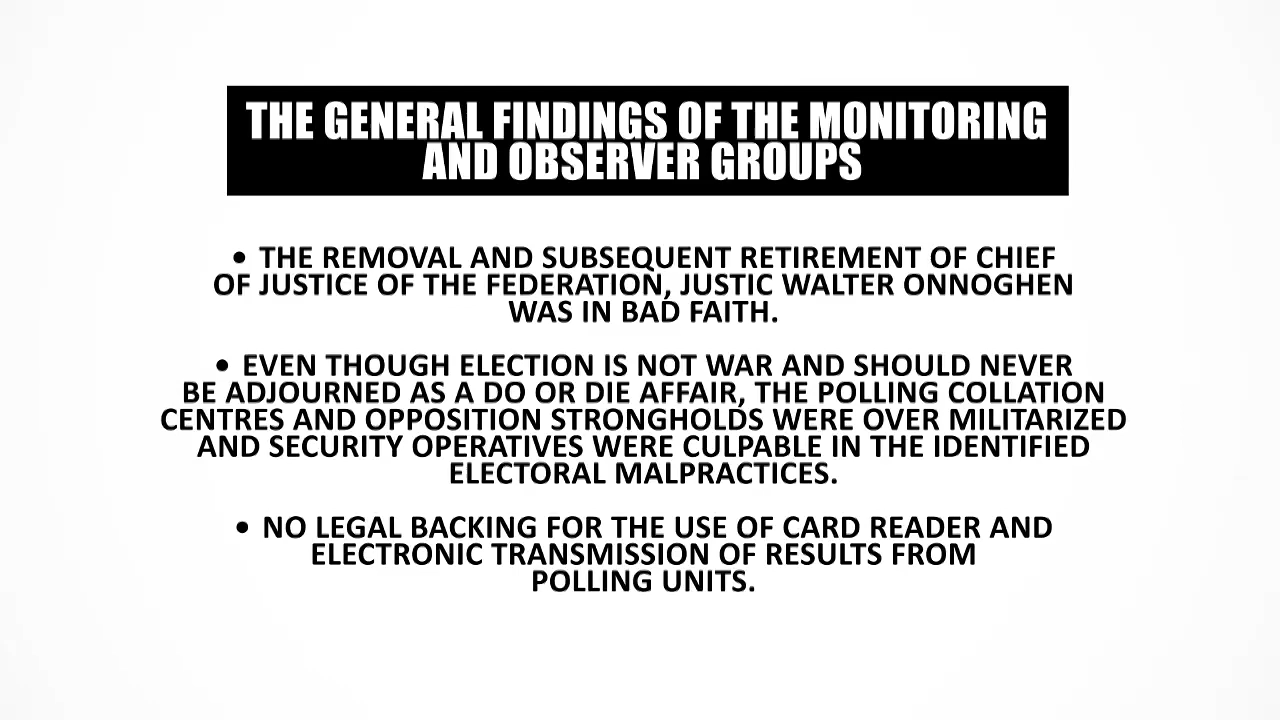 THE GENERAL FINDINGS OF THE MONITORING
AND OBSERVER GROUPS
• THE REMOVAL AND SUBSEQUENT RETIREMENT OF CHIEF
OF JUSTICE OF THE FEDERATION, JUSTIC WALTER ONNOGHEN
WAS IN BAD FAITH.
• EVEN THOUGH ELECTION IS NOT WAR AND SHOULD NEVER
BE ADJOURNED AS A DO OR DIE AFFAIR, THE POLLING COLLATION
CENTRES AND OPPOSITION STRONGHOLDS WERE OVER MILITARIZED
AND SECURITY OPERATIVES WERE CULPABLE IN THE IDENTIFIED
ELECTORAL MALPRACTICES.
• NO LEGAL BACKING FOR THE USE OF CARD READER AND
ELECTRONIC TRANSMISSION OF RESULTS FROM
POLLING UNITS.